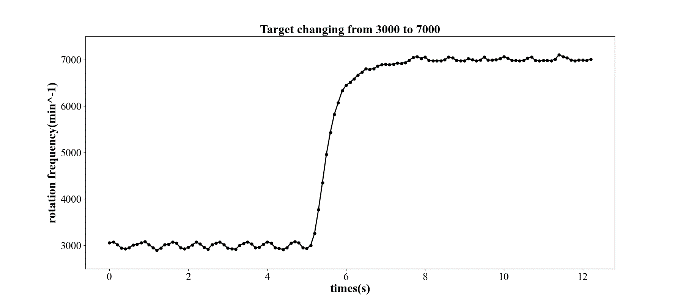 Target changing from 3000 to 7000
rotation frequency(min^-1)
7000
6000
5000
4000
3000
0 2 4 6 8 10 12
times(s)